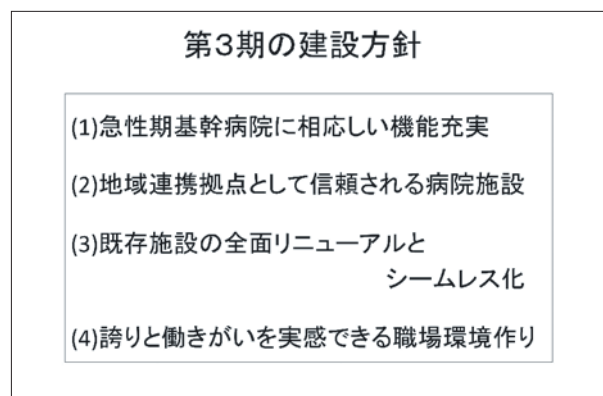 第3期の建設方針
(1)急性期基幹病院に相応しい機能充実
(2)地域連携拠点として信頼される病院施設
(3)既存施設の全面リニューアルと
シームレス化
(4)誇りと働きがいを実感できる職場環境作り